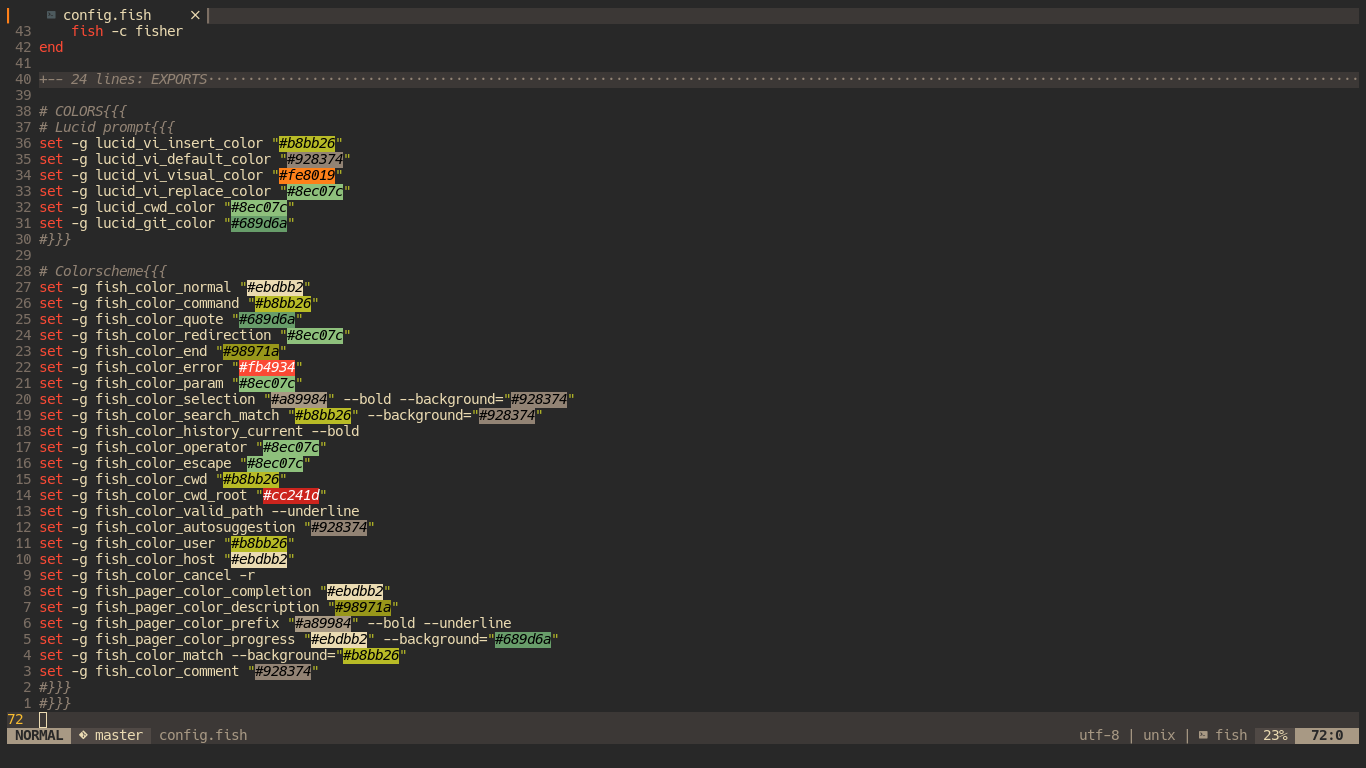 config.fish ×
43 fish -c fisher
42 end
41
40 +-- 24 lines: EXPORTS·······························································································································
39
38 # COLORS{{{
37 # Lucid prompt{{{
36 set -g lucid_vi_insert_color "#b8bb26"
35 set -g lucid_vi_default_color "#928374"
34 set -g lucid_vi_visual_color "#fe8019"
33 set -g lucid_vi_replace_color "#8ec07c"
32 set -g lucid_cwd_color "#8ec07c"
31 set -g lucid_git_color "#689d6a"
30 #}}}
29
28 # Colorscheme{{{
27 set -g fish_color_normal "#ebdbb2"
26 set -g fish_color_command "#b8bb26"
25 set -g fish_color_quote "#689d6a"
24 set -g fish_color_redirection "#8ec07c"
23 set -g fish_color_end "#98971a"
22 set -g fish_color_error "#fb4934"
21 set -g fish_color_param "#8ec07c"
20 set -g fish_color_selection "#a89984" --bold --background="#928374"
19 set -g fish_color_search_match "#b8bb26" --background="#928374"
18 set -g fish_color_history_current --bold
17 set -g fish_color_operator "#8ec07c"
16 set -g fish_color_escape "#8ec07c"
15 set -g fish_color_cwd "#b8bb26"
14 set -g fish_color_cwd_root "#cc241d"
13 set -g fish_color_valid_path --underline
12 set -g fish_color_autosuggestion "#928374"
11 set -g fish_color_user "#b8bb26"
10 set -g fish_color_host "#ebdbb2"
9 set -g fish_color_cancel -r
8 set -g fish_pager_color_completion "#ebdbb2"
7 set -g fish_pager_color_description "#98971a"
6 set -g fish_pager_color_prefix "#a89984" --bold --underline
5 set -g fish_pager_color_progress "#ebdbb2" --background="#689d6a"
4 set -g fish_color_match --background="#b8bb26"
3 set -g fish_color_comment "#928374"
2 #}}}
1 #}}}
72
NORMAL master config.fish utf-8 | unix | fish 23% 72:0